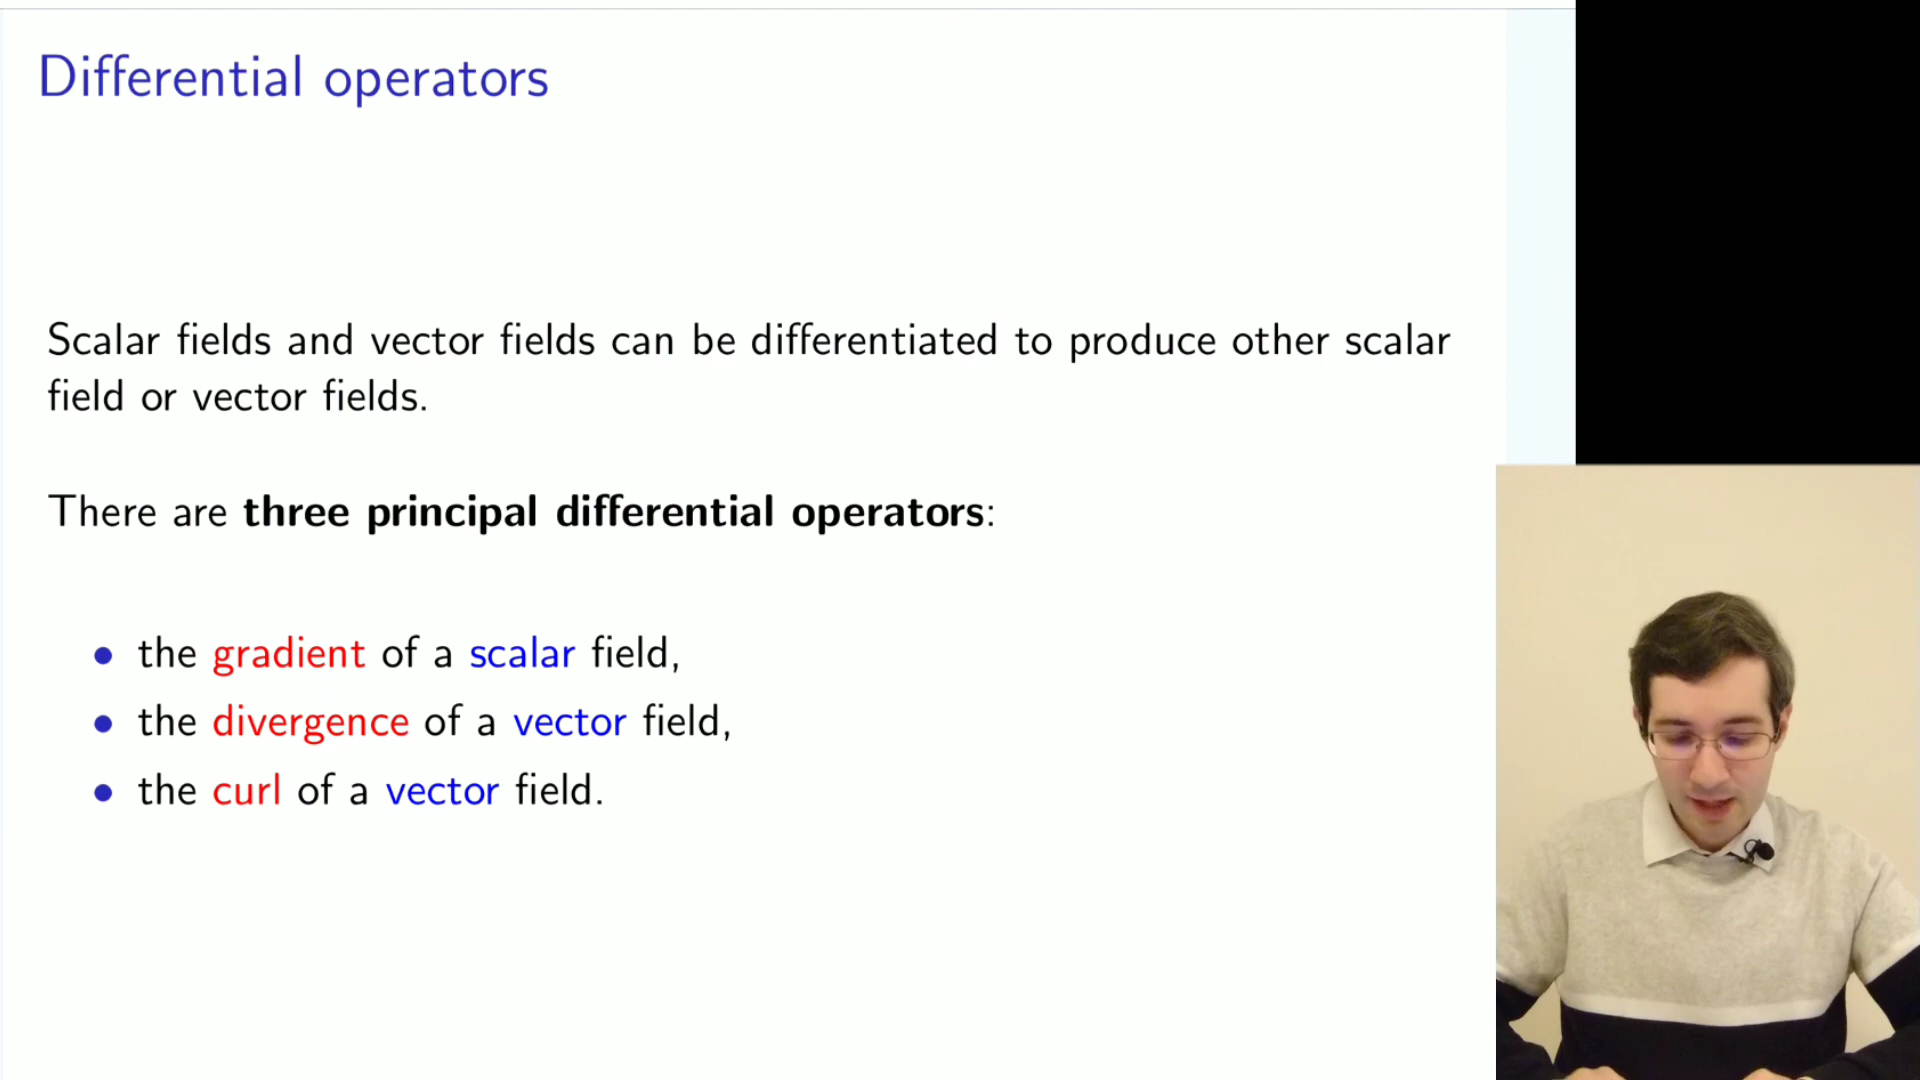 Differential operators
Scalar fields and vector fields can be differentiated to produce other scalar
field or vector fields.
There are three principal differential operators:
• the gradient of a scalar field,
• the divergence of a vector field,
• the curl of a vector field.